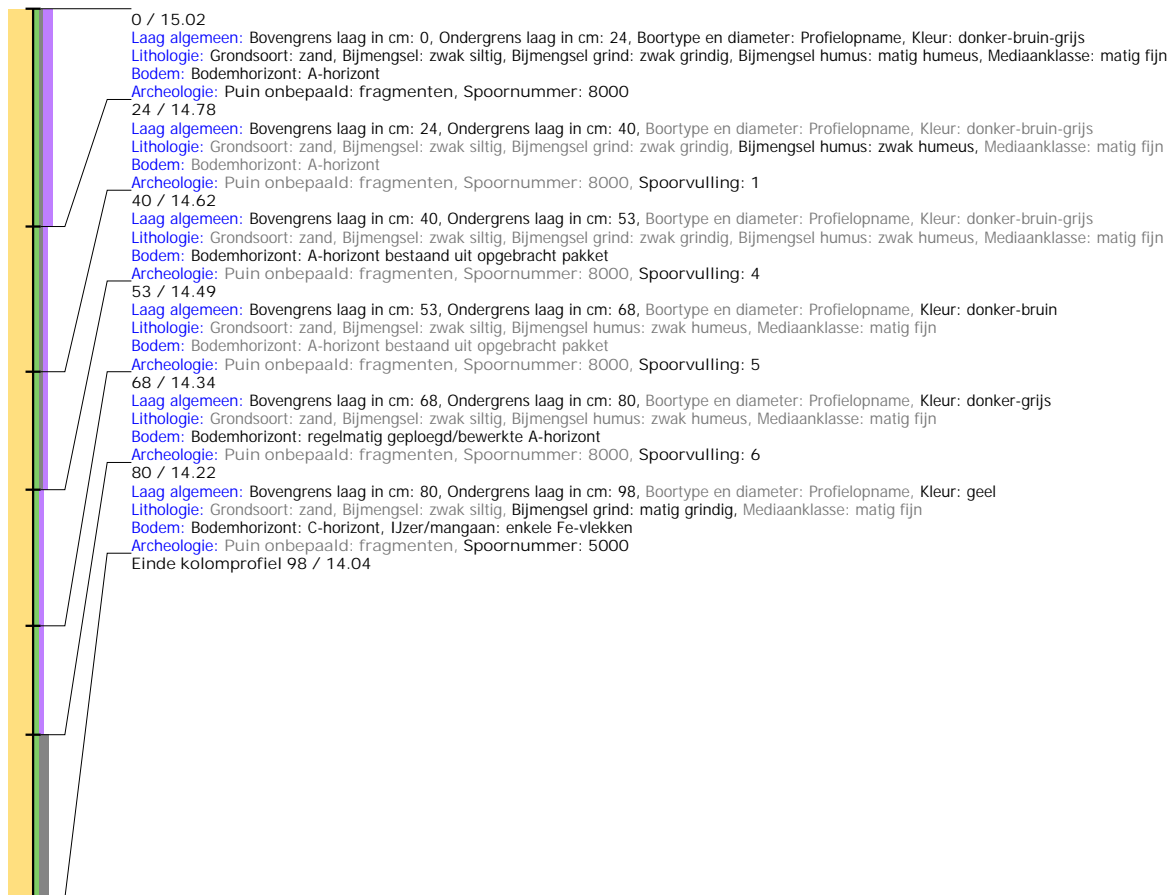 0 / 15.02
Laag algemeen: Bovengrens laag in cm: 0, Ondergrens laag in cm: 24, Boortype en diameter: Profielopname, Kleur: donker-bruin-grijs
Lithologie: Grondsoort: zand, Bijmengsel: zwak siltig, Bijmengsel grind: zwak grindig, Bijmengsel humus: matig humeus, Mediaanklasse: matig fijn
Bodem: Bodemhorizont: A-horizont
Archeologie: Puin onbepaald: fragmenten, Spoornummer: 8000
24 / 14.78
Laag algemeen: Bovengrens laag in cm: 24, Ondergrens laag in cm: 40, Boortype en diameter: Profielopname, Kleur: donker-bruin-grijs
Lithologie: Grondsoort: zand, Bijmengsel: zwak siltig, Bijmengsel grind: zwak grindig, Bijmengsel humus: zwak humeus, Mediaanklasse: matig fijn
Bodem: Bodemhorizont: A-horizont
Archeologie: Puin onbepaald: fragmenten, Spoornummer: 8000, Spoorvulling: 1
40 / 14.62
Laag algemeen: Bovengrens laag in cm: 40, Ondergrens laag in cm: 53, Boortype en diameter: Profielopname, Kleur: donker-bruin-grijs
Lithologie: Grondsoort: zand, Bijmengsel: zwak siltig, Bijmengsel grind: zwak grindig, Bijmengsel humus: zwak humeus, Mediaanklasse: matig fijn
Bodem: Bodemhorizont: A-horizont bestaand uit opgebracht pakket
Archeologie: Puin onbepaald: fragmenten, Spoornummer: 8000, Spoorvulling: 4
53 / 14.49
Laag algemeen: Bovengrens laag in cm: 53, Ondergrens laag in cm: 68, Boortype en diameter: Profielopname, Kleur: donker-bruin
Lithologie: Grondsoort: zand, Bijmengsel: zwak siltig, Bijmengsel humus: zwak humeus, Mediaanklasse: matig fijn
Bodem: Bodemhorizont: A-horizont bestaand uit opgebracht pakket
Archeologie: Puin onbepaald: fragmenten, Spoornummer: 8000, Spoorvulling: 5
68 / 14.34
Laag algemeen: Bovengrens laag in cm: 68, Ondergrens laag in cm: 80, Boortype en diameter: Profielopname, Kleur: donker-grijs
Lithologie: Grondsoort: zand, Bijmengsel: zwak siltig, Bijmengsel humus: zwak humeus, Mediaanklasse: matig fijn
Bodem: Bodemhorizont: regelmatig geploegd/bewerkte A-horizont
Archeologie: Puin onbepaald: fragmenten, Spoornummer: 8000, Spoorvulling: 6
80 / 14.22
Laag algemeen: Bovengrens laag in cm: 80, Ondergrens laag in cm: 98, Boortype en diameter: Profielopname, Kleur: geel
Lithologie: Grondsoort: zand, Bijmengsel: zwak siltig, Bijmengsel grind: matig grindig, Mediaanklasse: matig fijn
Bodem: Bodemhorizont: C-horizont, IJzer/mangaan: enkele Fe-vlekken
Archeologie: Puin onbepaald: fragmenten, Spoornummer: 5000
Einde kolomprofiel 98 / 14.04